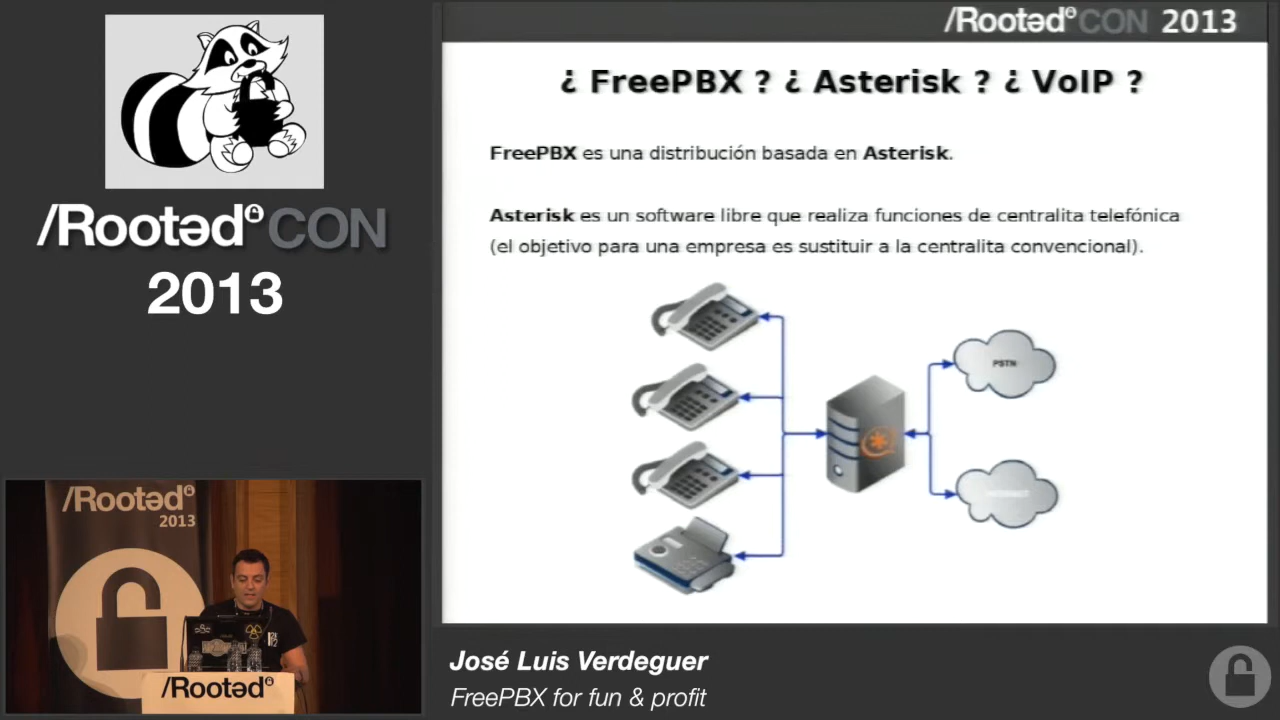 /Rootəd CON
2013
/Rootəd CON 2013
¿ FreePBX ? ¿ Asterisk ? ¿ VoIP ?
FreePBX es una distribución basada en Asterisk.
Asterisk es un software libre que realiza funciones de centralita telefónica
(el objetivo para una empresa es sustituir a la centralita convencional).
PSTN
/Rootəd
2013
/Rootəd
José Luis Verdeguer
FreePBX for fun & profit